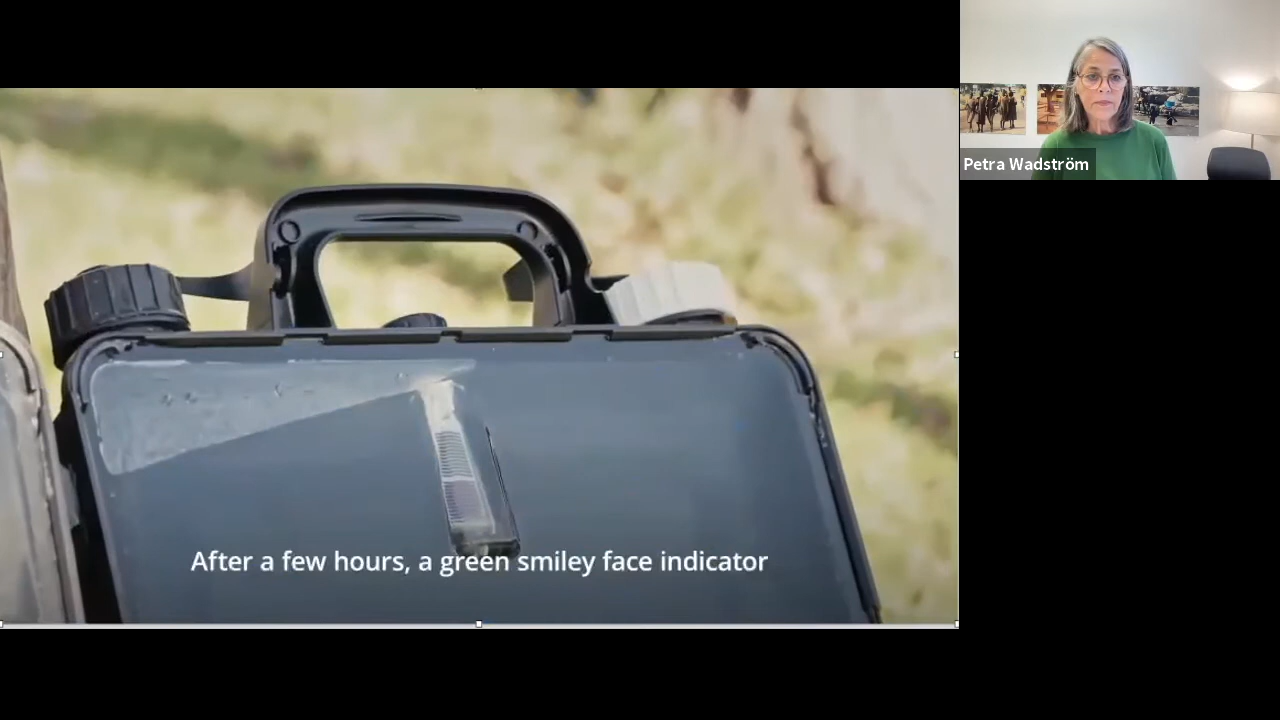 Petra Wadström
After a few hours, a green smiley face indicator